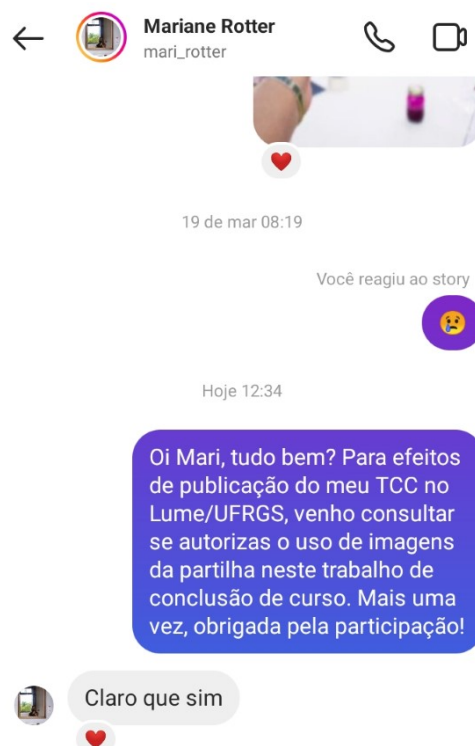 Mariane Rotter
mari_rotter
19 de mar 08:19
Você reagiu ao story
Hoje 12:34
Oi Mari, tudo bem? Para efeitos
de publicação do meu TCC no
Lume/UFRGS, venho consultar
se autorizas o uso de imagens
da partilha neste trabalho de
conclusão de curso. Mais uma
vez, obrigada pela participação!
Claro que sim